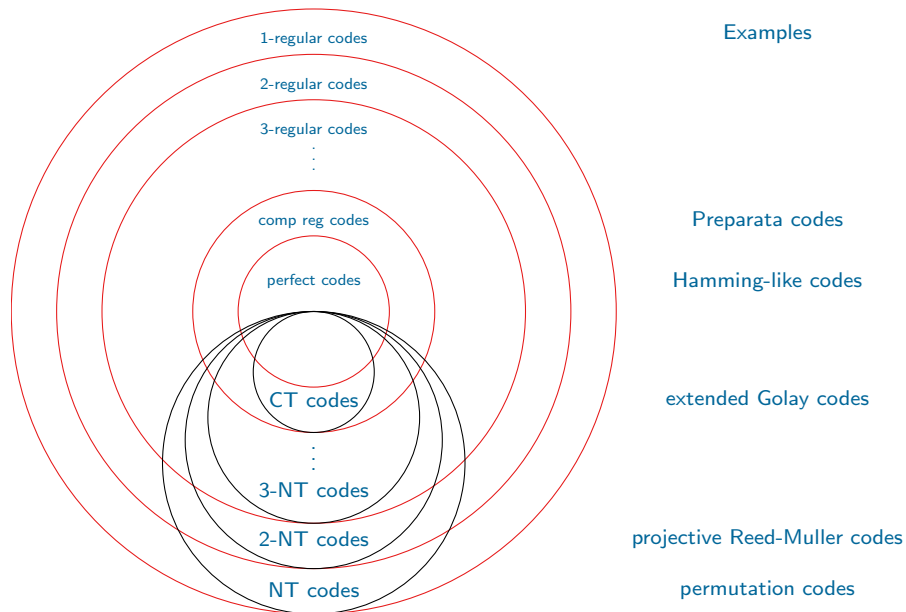 Examples
1-regular codes
2-regular codes
3-regular codes
comp reg codes
Preparata codes
perfect codes
Hamming-like codes
CT codes
extended Golay codes
3-NT codes
2-NT codes
projective Reed-Muller codes
NT codes
permutation codes